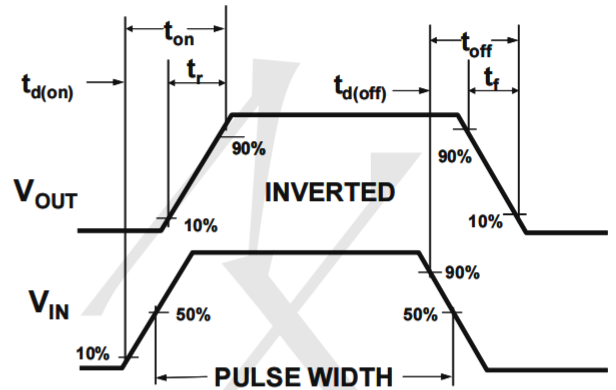 ton
toff
td(on)
tr
td(off)
tf
90%
90%
VOUT
INVERTED
10%
10%
90%
VIN
50%
50%
10%
PULSE WIDTH